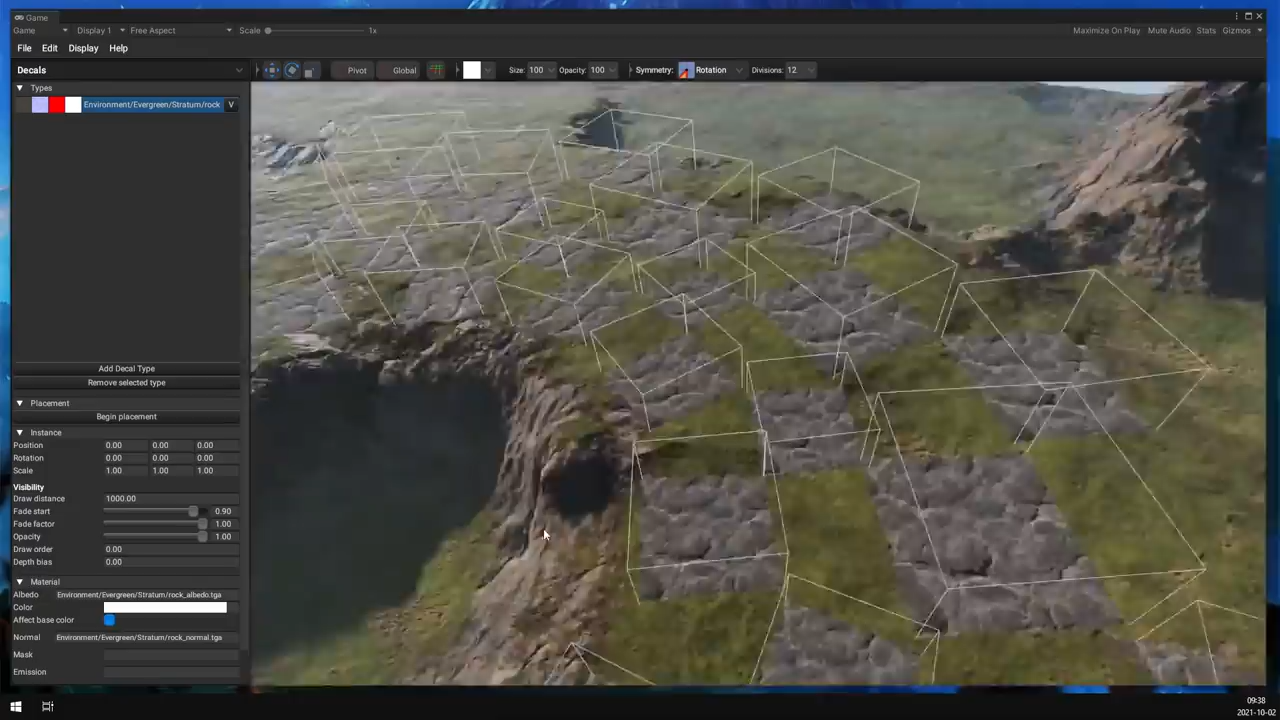 Game
Game Display 1 Free Aspect Scale 1x Maximize On Play Mute Audio Stats Gizmos
File Edit Display Help
Decals Pivot Global Size: 100 Opacity: 100 Symmetry: Rotation Divisions: 12
Types
Environment/Evergreen/Stratum/rock V
Add Decal Type
Remove selected type
Placement
Begin placement
Instance
Position 0.00 0.00 0.00
Rotation 0.00 0.00 0.00
Scale 1.00 1.00 1.00
Visibility
Draw distance 1000.00
Fade start 0.90
Fade factor 1.00
Opacity 1.00
Draw order 0.00
Depth bias 0.00
Material
Albedo Environment/Evergreen/Stratum/rock_albedo.tga
Color
Affect base color
Normal Environment/Evergreen/Stratum/rock_normal.tga
Mask
Emission
09:38
2021-10-02